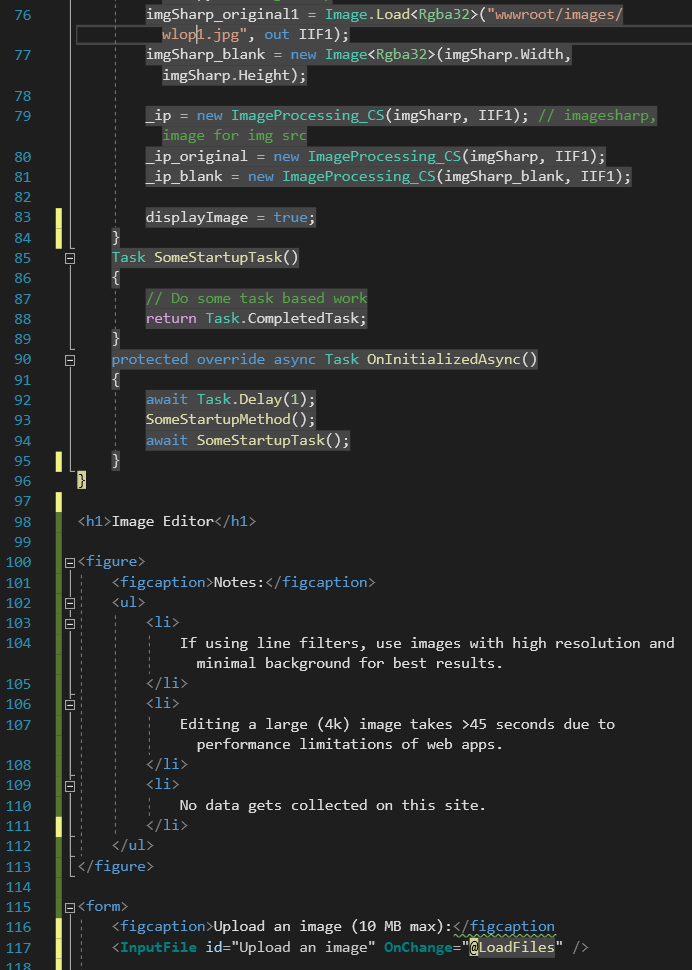 76 imgSharp_original1 = Image.Load<Rgba32>("wwwroot/images/
wlop1.jpg", out IIF1);
77 imgSharp_blank = new Image<Rgba32>(imgSharp.Width,
imgSharp.Height);
78
79 _ip = new ImageProcessing_CS(imgSharp, IIF1); // imagesharp,
image for img src
80 _ip_original = new ImageProcessing_CS(imgSharp, IIF1);
81 _ip_blank = new ImageProcessing_CS(imgSharp_blank, IIF1);
82
83 displayImage = true;
84 }
85 Task SomeStartupTask()
86 {
87 // Do some task based work
88 return Task.CompletedTask;
89 }
90 protected override async Task OnInitializedAsync()
91 {
92 await Task.Delay(1);
93 SomeStartupMethod();
94 await SomeStartupTask();
95 }
96 }
97
98 <h1>Image Editor</h1>
99
100 <figure>
101 <figcaption>Notes:</figcaption>
102 <ul>
103 <li>
104 If using line filters, use images with high resolution and
minimal background for best results.
105 </li>
106 <li>
107 Editing a large (4k) image takes >45 seconds due to
performance limitations of web apps.
108 </li>
109 <li>
110 No data gets collected on this site.
111 </li>
112 </ul>
113 </figure>
114
115 <form>
116 <figcaption>Upload an image (10 MB max):</figcaption
117 <InputFile id="Upload an image" OnChange="@LoadFiles" />
118